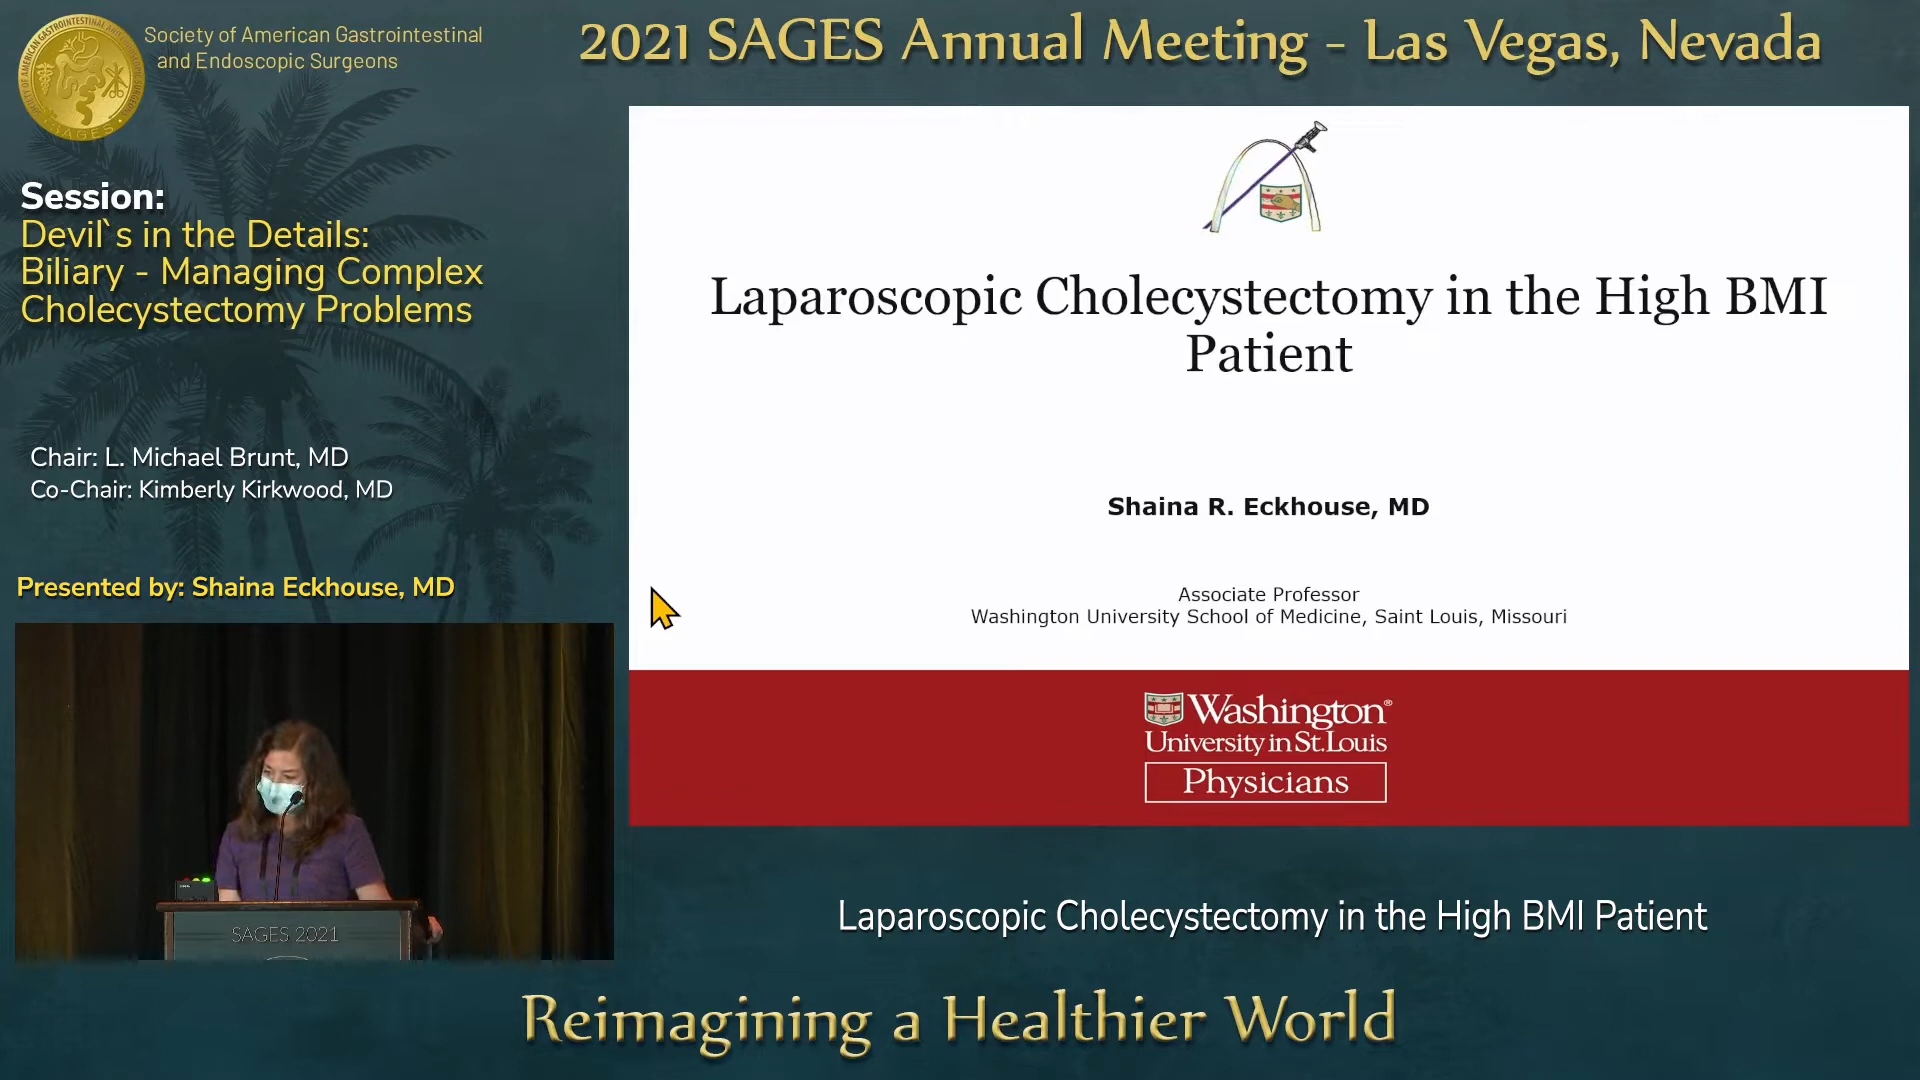 Society of American Gastrointestinal
and Endoscopic Surgeons
2021 SAGES Annual Meeting - Las Vegas, Nevada
SAGES
Session:
Devil`s in the Details:
Biliary - Managing Complex
Cholecystectomy Problems
Chair: L. Michael Brunt, MD
Co-Chair: Kimberly Kirkwood, MD
Presented by: Shaina Eckhouse, MD
SAGES 2021
Laparoscopic Cholecystectomy in the High BMI
Patient
Shaina R. Eckhouse, MD
Associate Professor
Washington University School of Medicine, Saint Louis, Missouri
Washington®
University in St. Louis
Physicians
Laparoscopic Cholecystectomy in the High BMI Patient
Reimagining a Healthier World